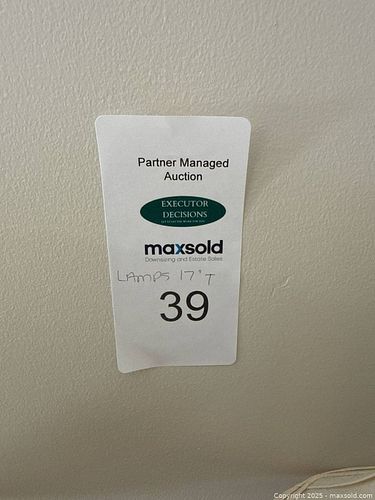 Partner Managed
Auction
EXECUTOR
DECISIONS
maxsold
Downsizing and Estate Sales
LAMPS 17" T
39
Copyright 2025 - maxsold.com